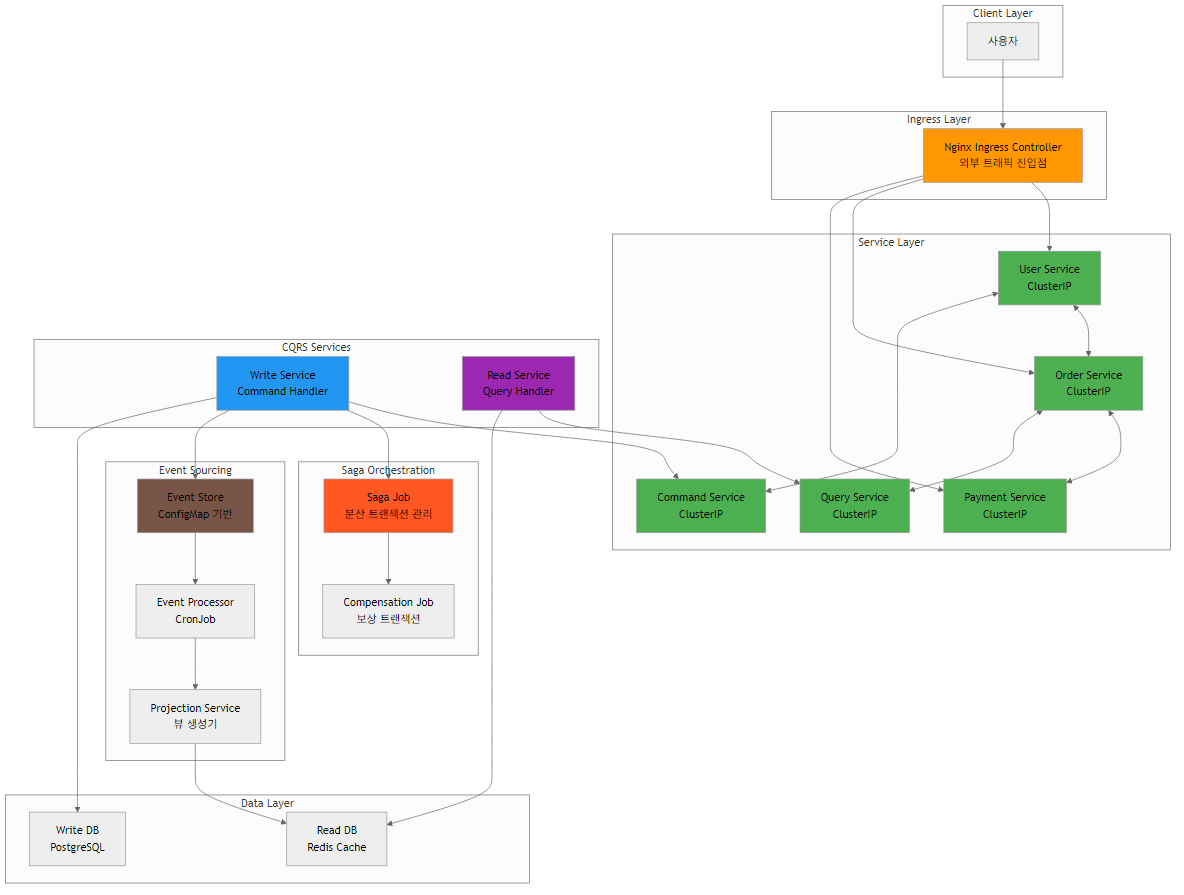 Client Layer
사용자
Ingress Layer
Nginx Ingress Controller
외부 트래픽 진입점
Service Layer
User Service
ClusterIP
Order Service
ClusterIP
Command Service
ClusterIP
Query Service
ClusterIP
Payment Service
ClusterIP
CQRS Services
Write Service
Command Handler
Read Service
Query Handler
Event Sourcing
Event Store
ConfigMap 기반
Event Processor
CronJob
Projection Service
뷰 생성기
Saga Orchestration
Saga Job
분산 트랜잭션 관리
Compensation Job
보상 트랜잭션
Data Layer
Write DB
PostgreSQL
Read DB
Redis Cache